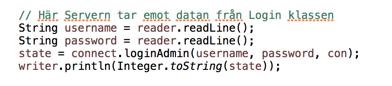 // Här Servern tar emot datan från Login klassen
String username = reader.readLine();
String password = reader.readLine();
state = connect.loginAdmin(username, password, con);
writer.println(Integer.toString(state));